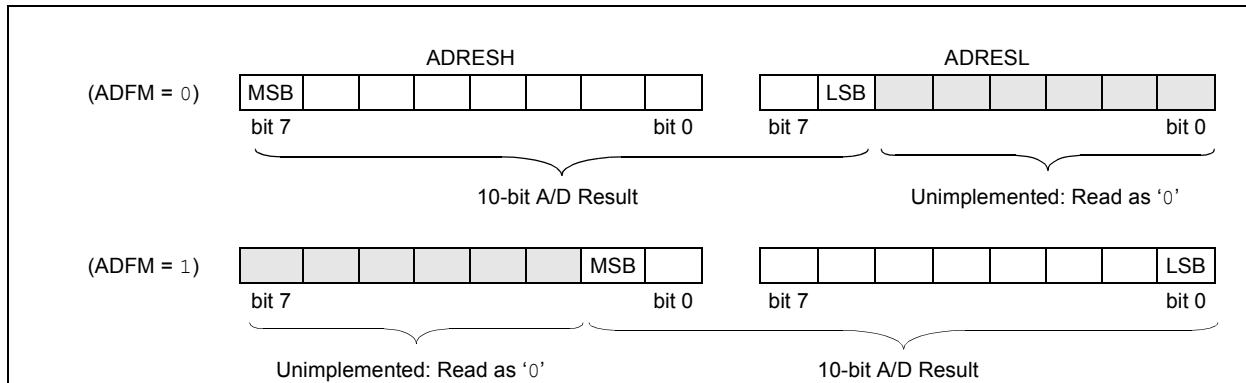 ADRESH ADRESL
(ADFM = 0) MSB LSB
bit 7 bit 0 bit 7 bit 0
10-bit A/D Result Unimplemented: Read as ‘0’
(ADFM = 1) MSB LSB
bit 7 bit 0 bit 7 bit 0
Unimplemented: Read as ‘0’ 10-bit A/D Result